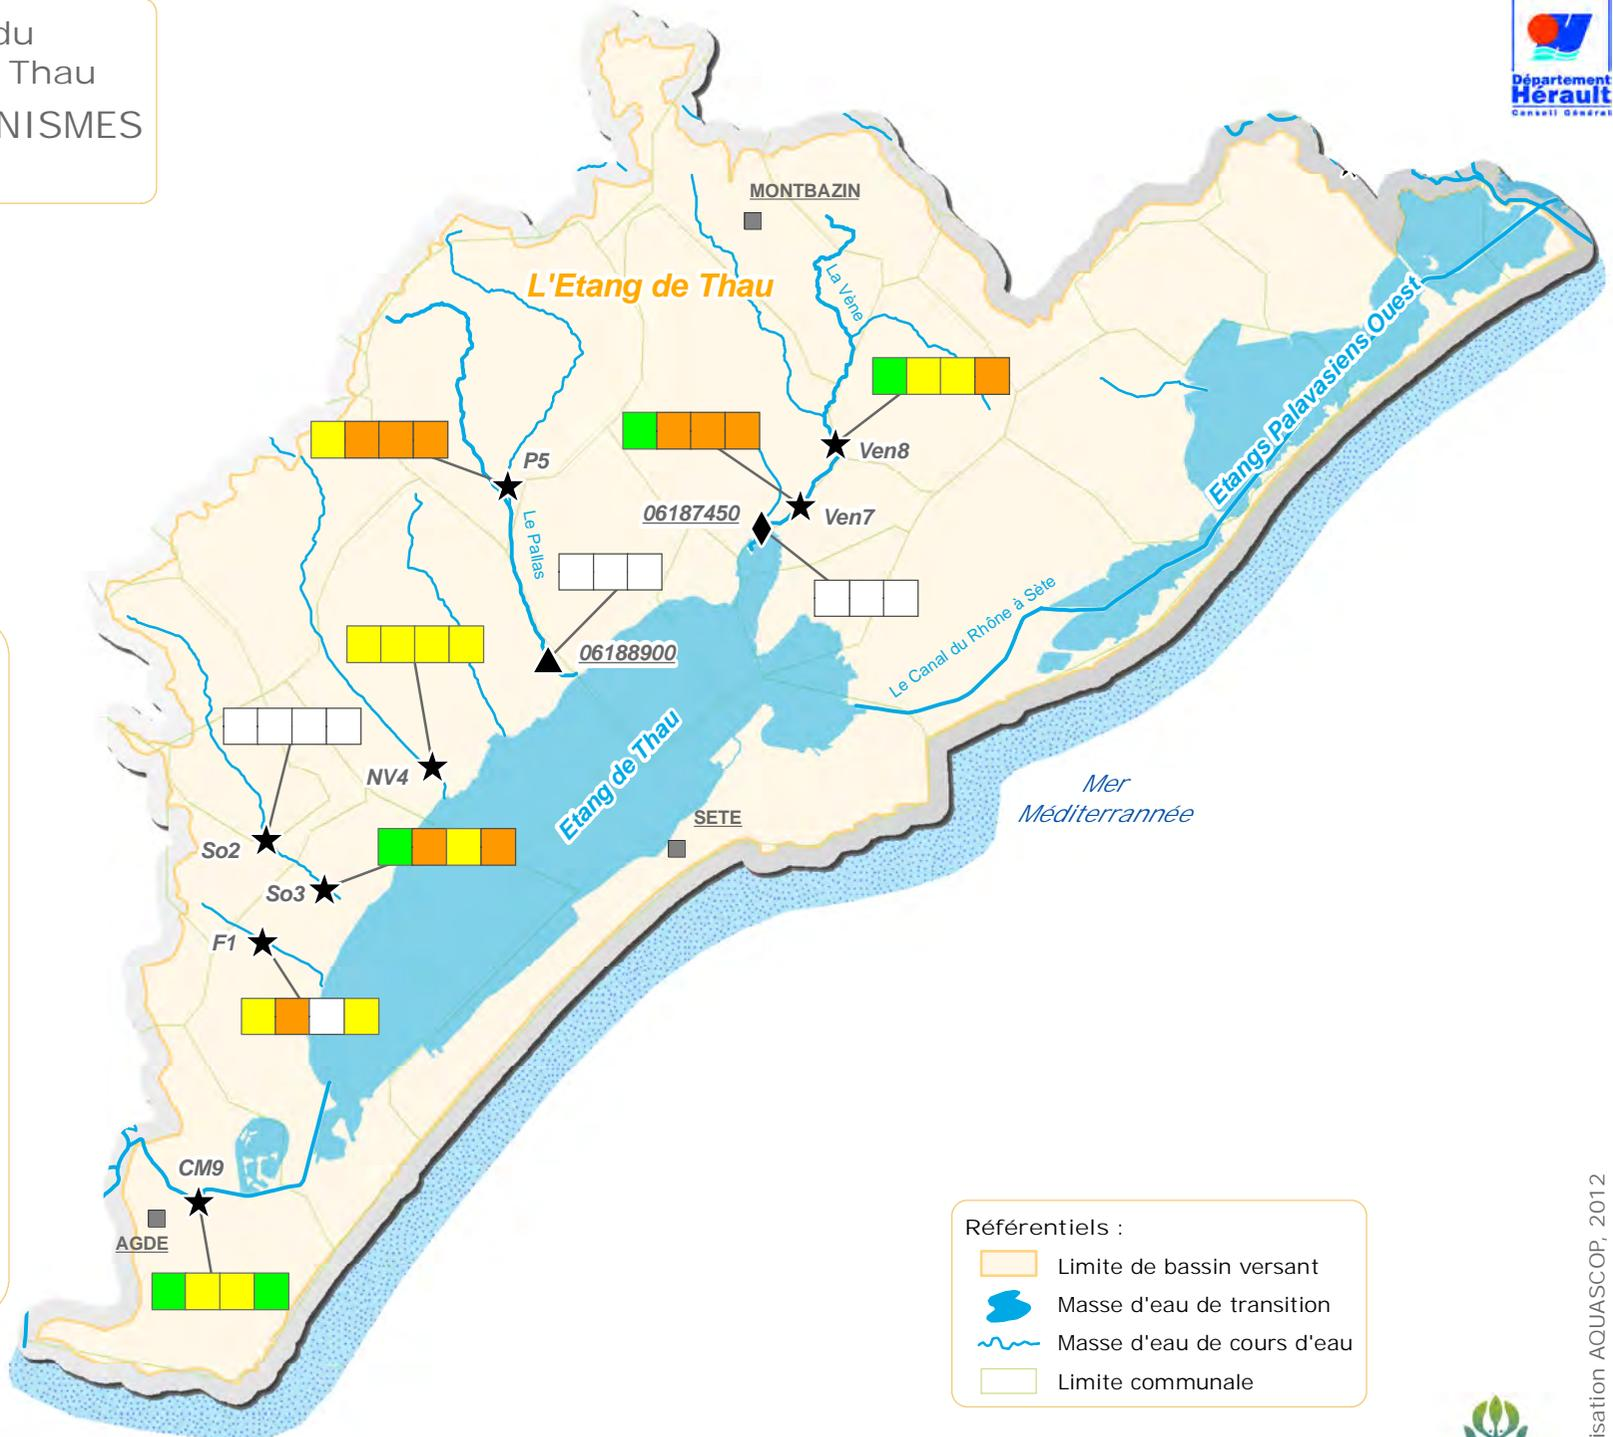 du
Thau
NISMES
Département
Hérault
Conseil Général
MONTBAZIN
L'Etang de Thau
La Vène
Etangs Palavasiens Ouest
Ven8
P5
06187450
Ven7
Le Pallas
06188900
Le Canal du Rhône à Sète
NV4
Etang de Thau
Mer
Méditerrannée
SETE
So2
So3
F1
CM9
AGDE
Référentiels :
Limite de bassin versant
Masse d'eau de transition
Masse d'eau de cours d'eau
Limite communale
isation AQUASCOP, 2012